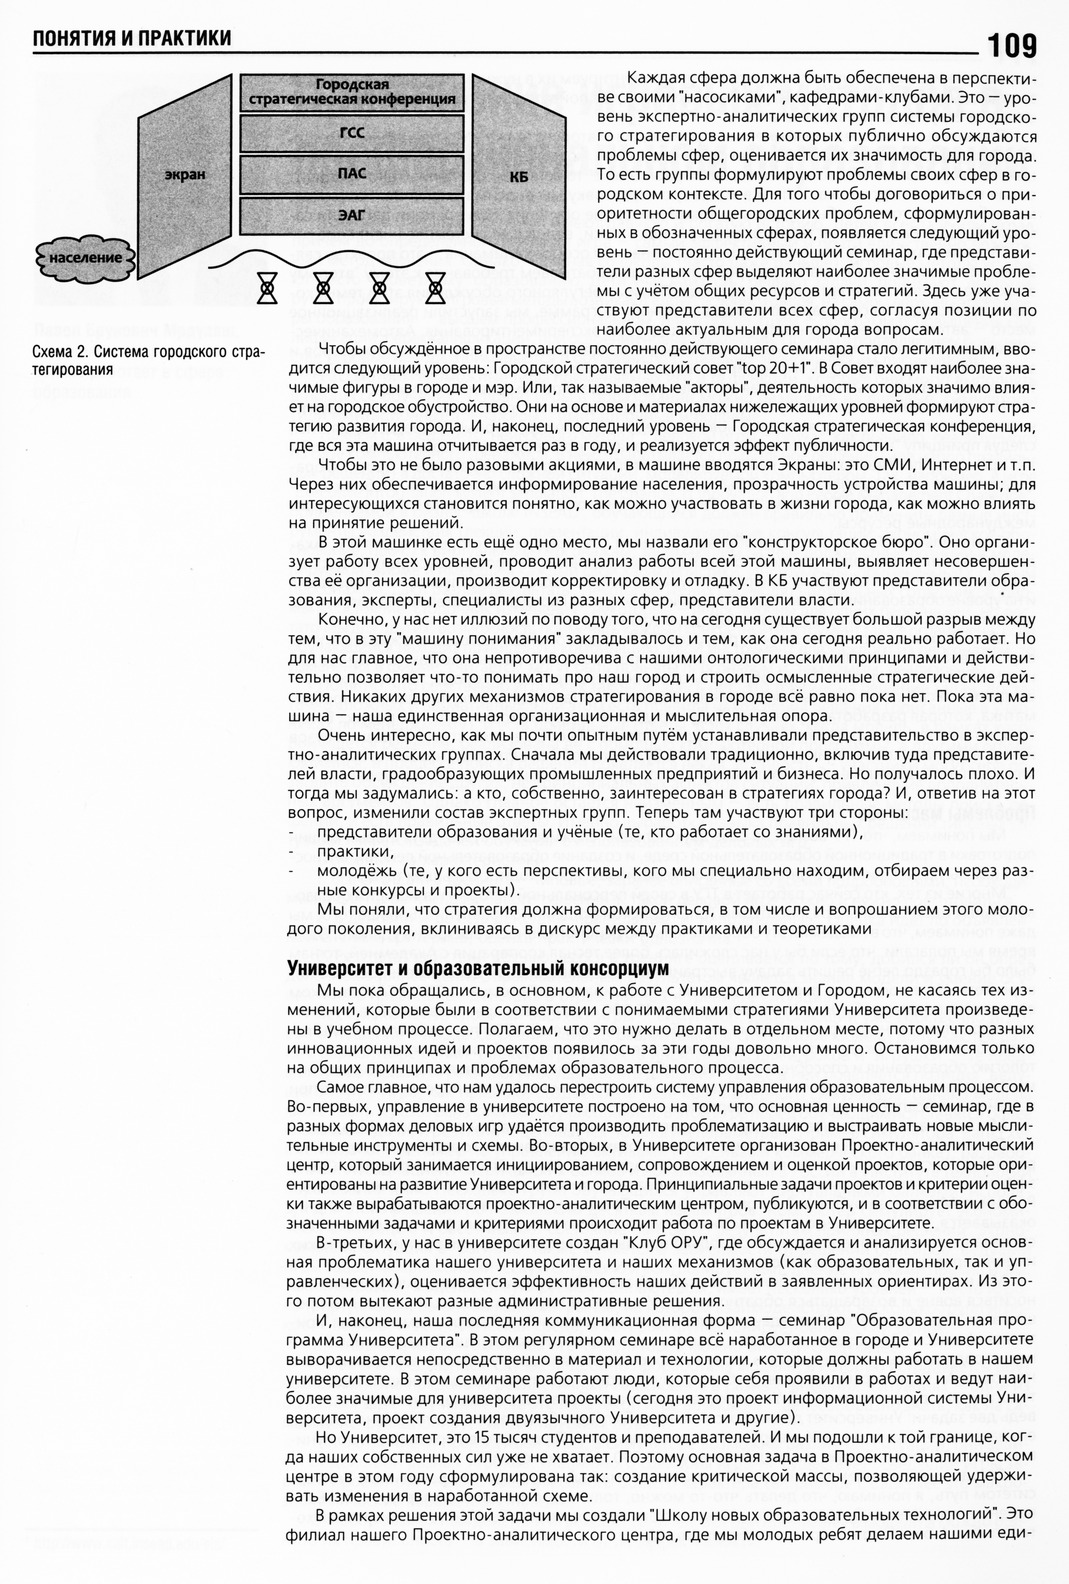 ПОНЯТИЯ И ПРАКТИКИ
109
Городская
стратегическая конференция
ГСС
экран
ПАС
КБ
ЭАГ
население
Схема 2. Система городского стра-
тегирования
Каждая сфера должна быть обеспечена в перспекти-
ве своими "насосиками", кафедрами-клубами. Это – уро-
вень экспертно-аналитических групп системы городско-
го стратегирования в которых публично обсуждаются
проблемы сфер, оценивается их значимость для города.
То есть группы формулируют проблемы своих сфер в го-
родском контексте. Для того чтобы договориться о при-
оритетности общегородских проблем, сформулирован-
ных в обозначенных сферах, появляется следующий уро-
вень – постоянно действующий семинар, где представи-
тели разных сфер выделяют наиболее значимые пробле-
мы с учётом общих ресурсов и стратегий. Здесь уже уча-
ствуют представители всех сфер, согласуя позиции по
наиболее актуальным для города вопросам.
Чтобы обсуждённое в пространстве постоянно действующего семинара стало легитимным, вво-
дится следующий уровень: Городской стратегический совет "top 20+1". В Совет входят наиболее зна-
чимые фигуры в городе и мэр. Или, так называемые "акторы", деятельность которых значимо влия-
ет на городское обустройство. Они на основе и материалах нижележащих уровней формируют стра-
тегию развития города. И, наконец, последний уровень – Городская стратегическая конференция,
где вся эта машина отчитывается раз в году, и реализуется эффект публичности.
Чтобы это не было разовыми акциями, в машине вводятся Экраны: это СМИ, Интернет и т.п.
Через них обеспечивается информирование населения, прозрачность устройства машины; для
интересующихся становится понятно, как можно участвовать в жизни города, как можно влиять
на принятие решений.
В этой машинке есть ещё одно место, мы назвали его "конструкторское бюро". Оно органи-
зует работу всех уровней, проводит анализ работы всей этой машины, выявляет несовершен-
ства её организации, производит корректировку и отладку. В КБ участвуют представители обра-
зования, эксперты, специалисты из разных сфер, представители власти.
Конечно, у нас нет иллюзий по поводу того, что на сегодня существует большой разрыв между
тем, что в эту "машину понимания" закладывалось и тем, как она сегодня реально работает. Но
для нас главное, что она непротиворечива с нашими онтологическими принципами и действи-
тельно позволяет что-то понимать про наш город и строить осмысленные стратегические дей-
ствия. Никаких других механизмов стратегирования в городе всё равно пока нет. Пока эта ма-
шина – наша единственная организационная и мыслительная опора.
Очень интересно, как мы почти опытным путём устанавливали представительство в экспер-
тно-аналитических группах. Сначала мы действовали традиционно, включив туда представите-
лей власти, градообразующих промышленных предприятий и бизнеса. Но получалось плохо. И
тогда мы задумались: а кто, собственно, заинтересован в стратегиях города? И, ответив на этот
вопрос, изменили состав экспертных групп. Теперь там участвуют три стороны:
- представители образования и учёные (те, кто работает со знаниями),
- практики,
- молодёжь (те, у кого есть перспективы, кого мы специально находим, отбираем через раз-
ные конкурсы и проекты).
Мы поняли, что стратегия должна формироваться, в том числе и вопрошанием этого моло-
дого поколения, вклиниваясь в дискурс между практиками и теоретиками
Университет и образовательный консорциум
Мы пока обращались, в основном, к работе с Университетом и Городом, не касаясь тех из-
менений, которые были в соответствии с понимаемыми стратегиями Университета произведе-
ны в учебном процессе. Полагаем, что это нужно делать в отдельном месте, потому что разных
инновационных идей и проектов появилось за эти годы довольно много. Остановимся только
на общих принципах и проблемах образовательного процесса.
Самое главное, что нам удалось перестроить систему управления образовательным процессом.
Во-первых, управление в университете построено на том, что основная ценность – семинар, где в
разных формах деловых игр удаётся производить проблематизацию и выстраивать новые мысли-
тельные инструменты и схемы. Во-вторых, в Университете организован Проектно-аналитический
центр, который занимается инициированием, сопровождением и оценкой проектов, которые ори-
ентированы на развитие Университета и города. Принципиальные задачи проектов и критерии оцен-
ки также вырабатываются проектно-аналитическим центром, публикуются, и в соответствии с обо-
значенными задачами и критериями происходит работа по проектам в Университете.
В-третьих, у нас в университете создан "Клуб ОРУ", где обсуждается и анализируется основ-
ная проблематика нашего университета и наших механизмов (как образовательных, так и уп-
равленческих), оценивается эффективность наших действий в заявленных ориентирах. Из это-
го потом вытекают разные административные решения.
И, наконец, наша последняя коммуникационная форма – семинар "Образовательная про-
грамма Университета". В этом регулярном семинаре всё наработанное в городе и Университете
выворачивается непосредственно в материал и технологии, которые должны работать в нашем
университете. В этом семинаре работают люди, которые себя проявили в работах и ведут наи-
более значимые для университета проекты (сегодня это проект информационной системы Уни-
верситета, проект создания двуязычного Университета и другие).
Но Университет, это 15 тысяч студентов и преподавателей. И мы подошли к той границе, ког-
да наших собственных сил уже не хватает. Поэтому основная задача в Проектно-аналитическом
центре в этом году сформулирована так: создание критической массы, позволяющей удержи-
вать изменения в наработанной схеме.
В рамках решения этой задачи мы создали "Школу новых образовательных технологий". Это
филиал нашего Проектно-аналитического центра, где мы молодых ребят делаем нашими еди-